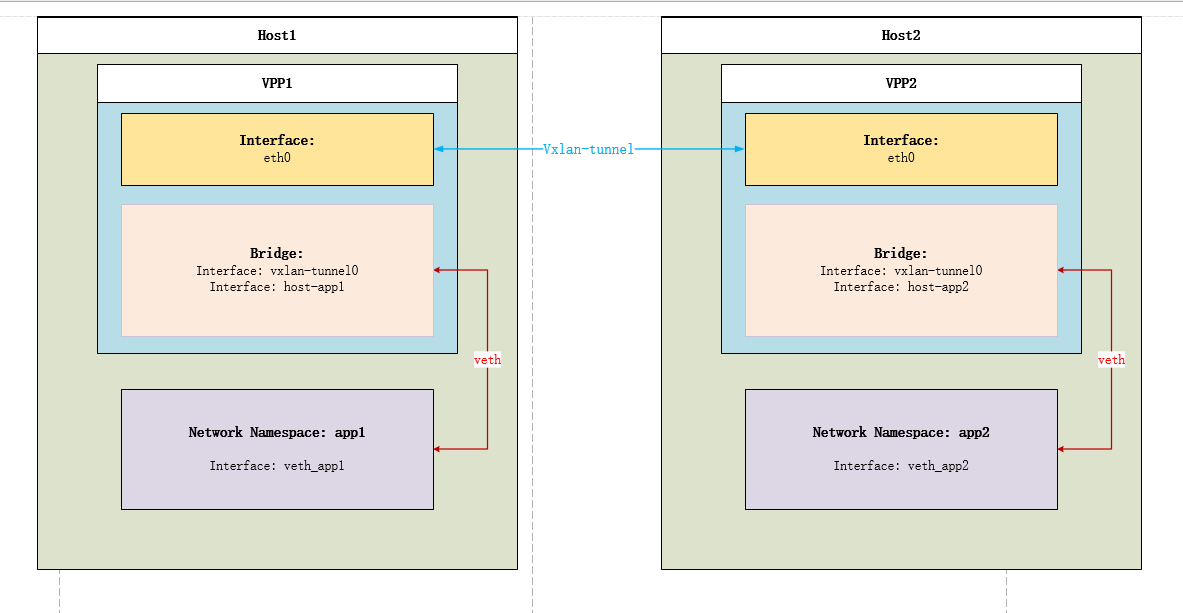 Host1
VPP1
Interface:
eth0
Bridge:
Interface: vxlan-tunnel0
Interface: host-app1
veth
Network Namespace: app1
Interface: veth_app1
Vxlan-tunnel
Host2
VPP2
Interface:
eth0
Bridge:
Interface: vxlan-tunnel0
Interface: host-app2
veth
Network Namespace: app2
Interface: veth_app2